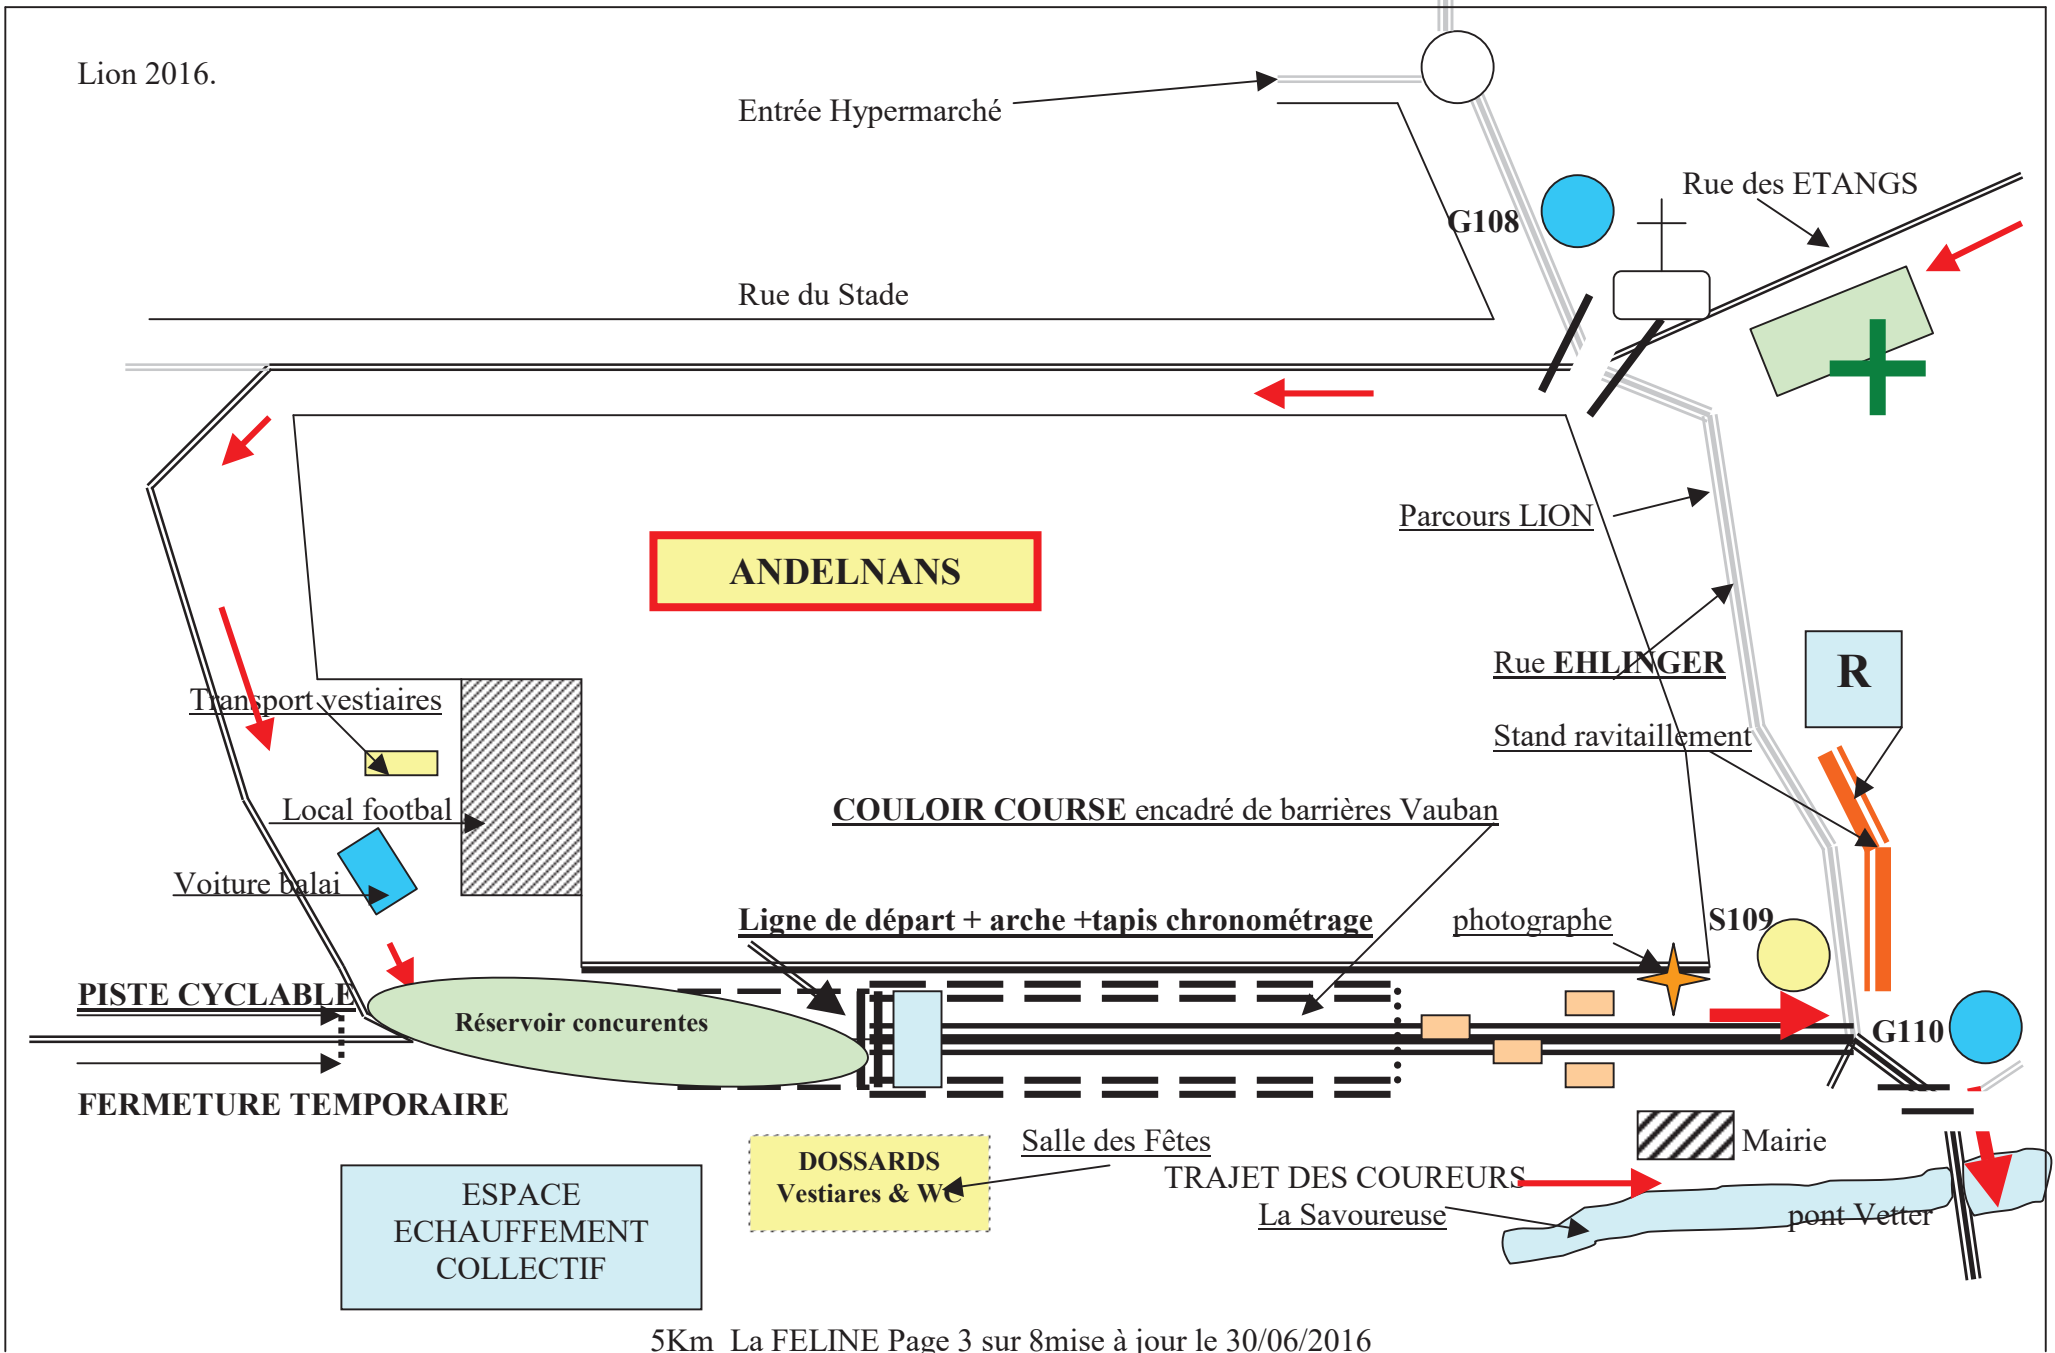 Lion 2016.
Entrée Hypermarché
Rue des ETANGS
G108
Rue du Stade
Parcours LION
ANDELNANS
Rue EHLINGER
R
Transport vestiaires
Stand ravitaillement
Local footbal
COULOIR COURSE encadré de barrières Vauban
Voiture balai
Ligne de départ + arche +tapis chronométrage
photographe
S109
PISTE CYCLABLE
Réservoir concurentes
G110
FERMETURE TEMPORAIRE
Salle des Fêtes
Mairie
DOSSARDS
Vestiares & WC
TRAJET DES COUREURS
ESPACE
ECHAUFFEMENT
COLLECTIF
La Savoureuse
pont Vetter
5Km  La FELINE Page 3 sur 8mise à jour le 30/06/2016